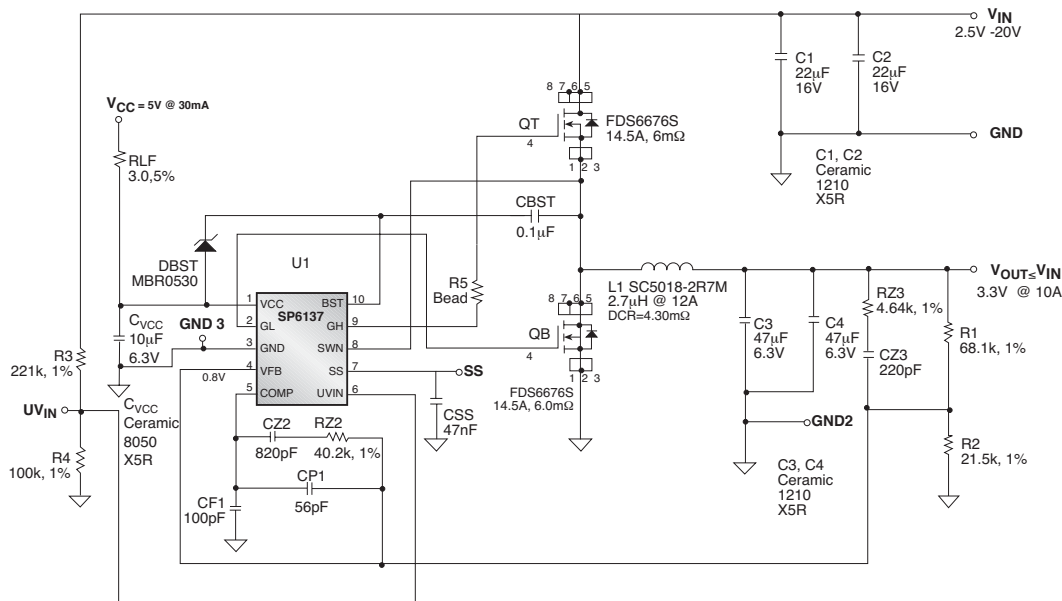 VIN
2.5V -20V
C1
22µF
16V
C2
22µF
16V
GND
C1, C2
Ceramic
1210
X5R
8 7 6 5
QT
4
FDS6676S
14.5A, 6mΩ
1 2 3
VCC = 5V @ 30mA
RLF
3.0,5%
CBST
0.1µF
DBST
MBR0530
U1
R5
Bead
L1 SC5018-2R7M
2.7µH @ 12A
DCR=4.30mΩ
VOUT≤VIN
3.3V @ 10A
1 VCC
2 GL
3 GND
4 VFB
5 COMP
SP6137
BST 10
GH 9
SWN 8
SS 7
UVIN 6
CVCC
10µF
6.3V
GND 3
0.8V
R3
221k, 1%
UVIN
R4
100k, 1%
CVCC
Ceramic
8050
X5R
SS
CSS
47nF
8 7 6 5
QB
4
1 2 3
FDS6676S
14.5A, 6.0mΩ
C3
47µF
6.3V
C4
47µF
6.3V
RZ3
4.64k, 1%
CZ3
220pF
R1
68.1k, 1%
R2
21.5k, 1%
GND2
C3, C4
Ceramic
1210
X5R
CZ2
820pF
RZ2
40.2k, 1%
CP1
56pF
CF1
100pF